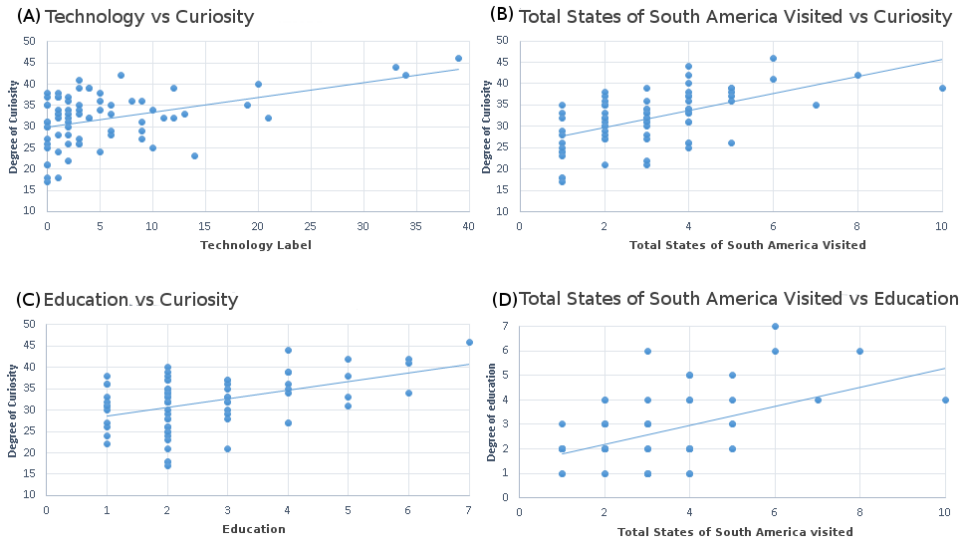 (A) Technology vs Curiosity
Degree of Curiosity
50
45
40
35
30
25
20
15
10
0 5 10 15 20 25 30 35 40
Technology Label
(B) Total States of South America Visited vs Curiosity
Degree of Curiosity
50
45
40
35
30
25
20
15
10
0 2 4 6 8 10
Total States of South America Visited
(C) Education vs Curiosity
Degree of Curiosity
50
45
40
35
30
25
20
15
10
0 1 2 3 4 5 6 7
Education
(D) Total States of South America Visited vs Education
Degree of education
7
6
5
4
3
2
1
0
0 2 4 6 8 10
Total States of South America visited